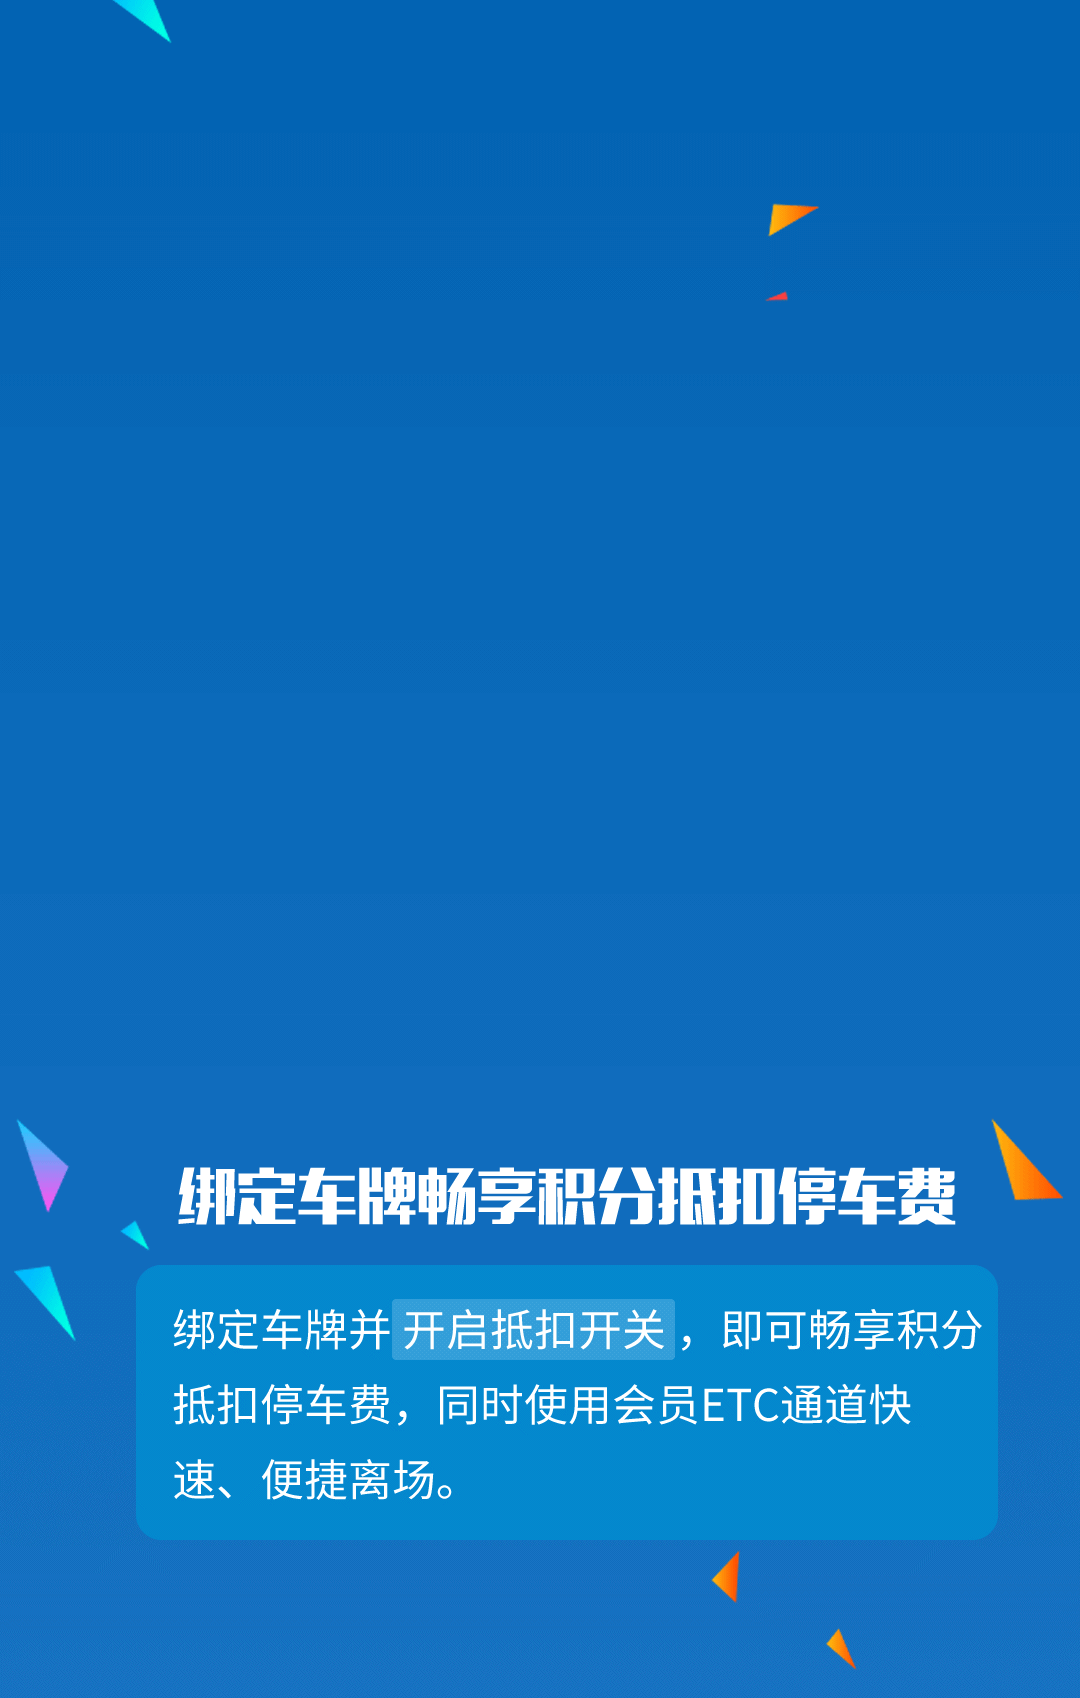 绑定车牌畅享积分抵扣停车费
绑定车牌并开启抵扣开关，即可畅享积分
抵扣停车费，同时使用会员ETC通道快
速、便捷离场。